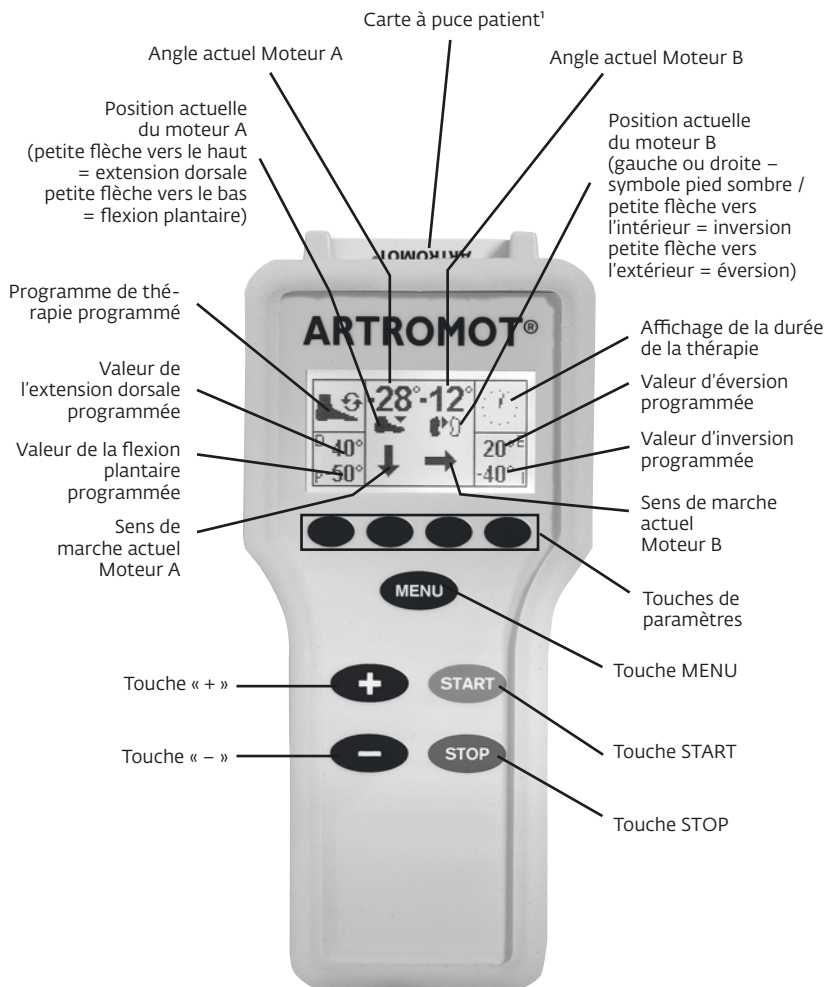 Carte à puce patient¹
Angle actuel Moteur A
Angle actuel Moteur B
Position actuelle
du moteur A
(petite flèche vers le haut
= extension dorsale
petite flèche vers le bas
= flexion plantaire)
Position actuelle
du moteur B
(gauche ou droite –
symbole pied sombre /
petite flèche vers
l'intérieur = inversion
petite flèche vers
l'extérieur = éversion)
Programme de thé-
rapie programmé
Valeur de
l'extension dorsale
programmée
Valeur de la flexion
plantaire
programmée
Sens de
marche actuel
Moteur A
ARTROMOT®
ARTROMOT®
-28° -12°
D 40°
P 50°
20° E
-40° I
MENU
+ START
− STOP
Affichage de la durée
de la thérapie
Valeur d'éversion
programmée
Valeur d'inversion
programmée
Sens de marche
actuel
Moteur B
Touches de
paramètres
Touche MENU
Touche « + »
Touche START
Touche « – »
Touche STOP